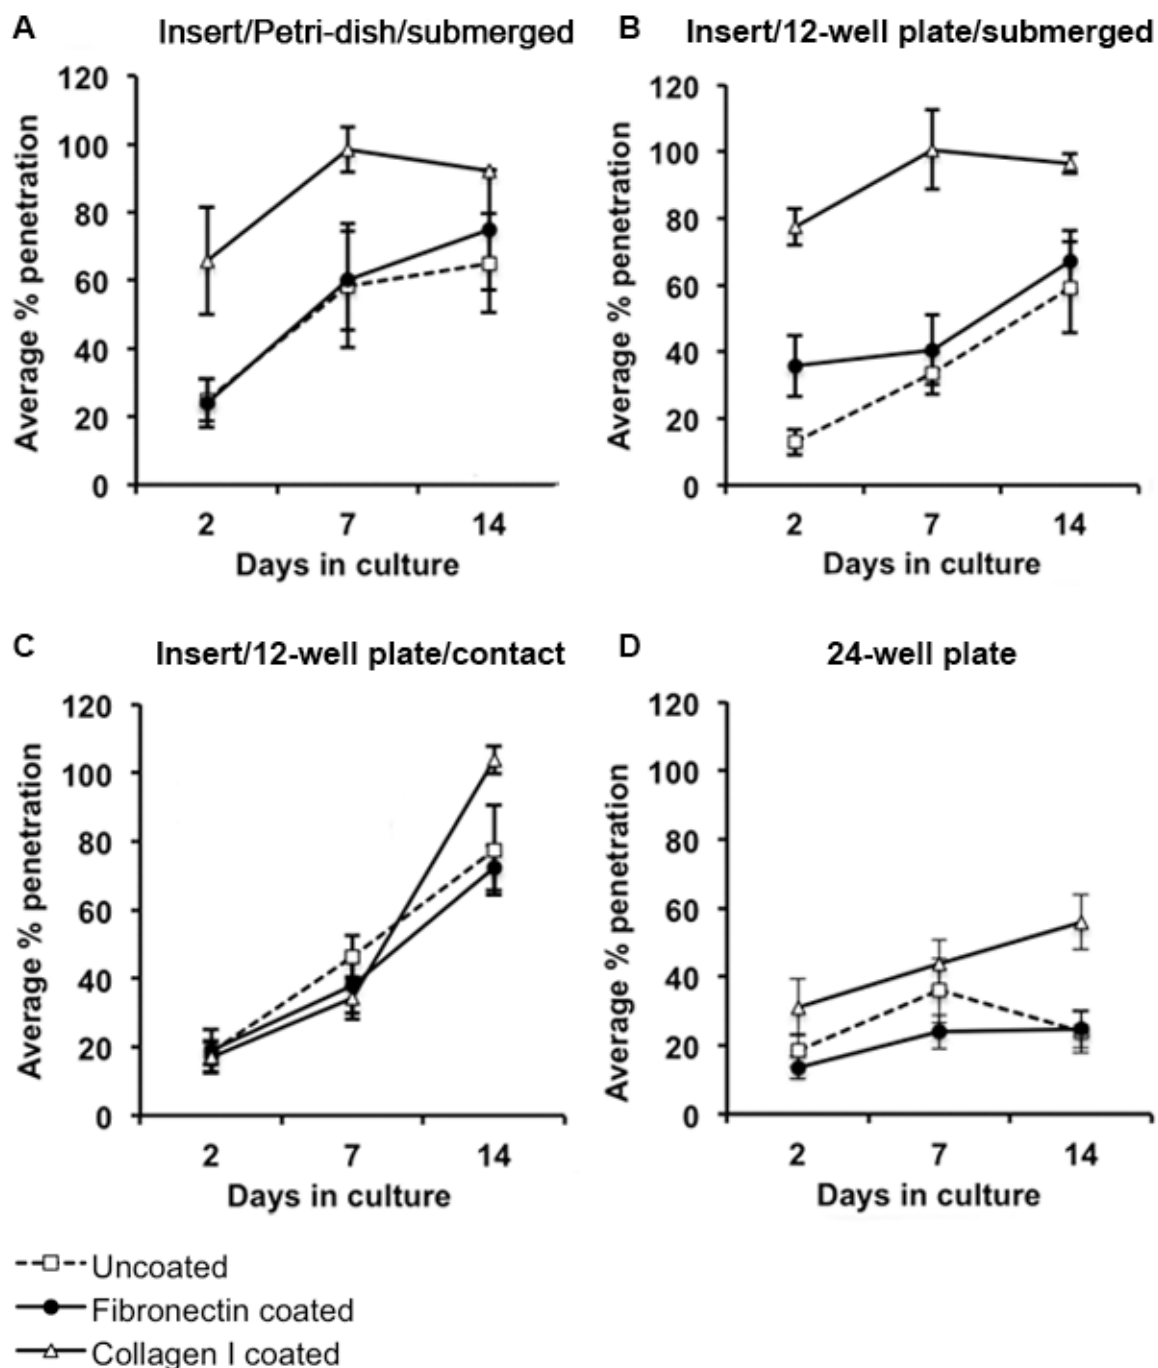 A Insert/Petri-dish/submerged
Average % penetration
120
100
80
60
40
20
0
2 7 14
Days in culture
B Insert/12-well plate/submerged
Average % penetration
120
100
80
60
40
20
0
2 7 14
Days in culture
C Insert/12-well plate/contact
Average % penetration
120
100
80
60
40
20
0
2 7 14
Days in culture
D 24-well plate
Average % penetration
120
100
80
60
40
20
0
2 7 14
Days in culture
Uncoated
Fibronectin coated
Collagen I coated